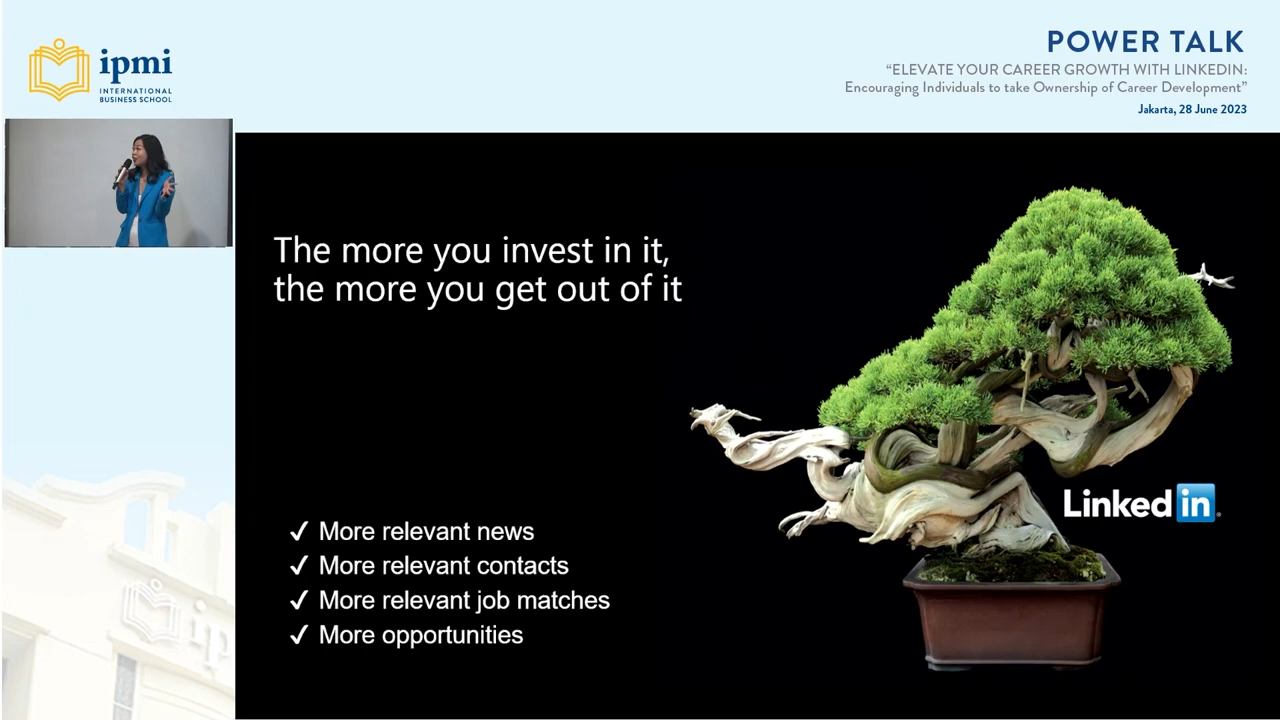 ipmi
INTERNATIONAL
BUSINESS SCHOOL
POWER TALK
“ELEVATE YOUR CAREER GROWTH WITH LINKEDIN:
Encouraging Individuals to take Ownership of Career Development”
Jakarta, 28 June 2023
The more you invest in it,
the more you get out of it
✓ More relevant news
✓ More relevant contacts
✓ More relevant job matches
✓ More opportunities
Linked in
ip